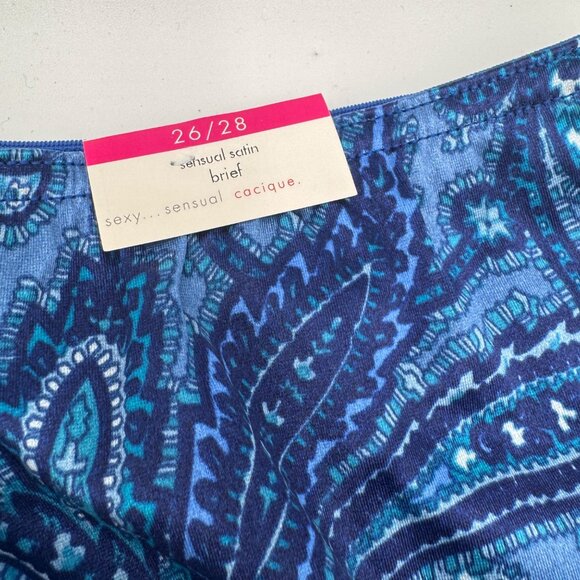 26/28
sensual satin
brief
sexy... sensual cacique.